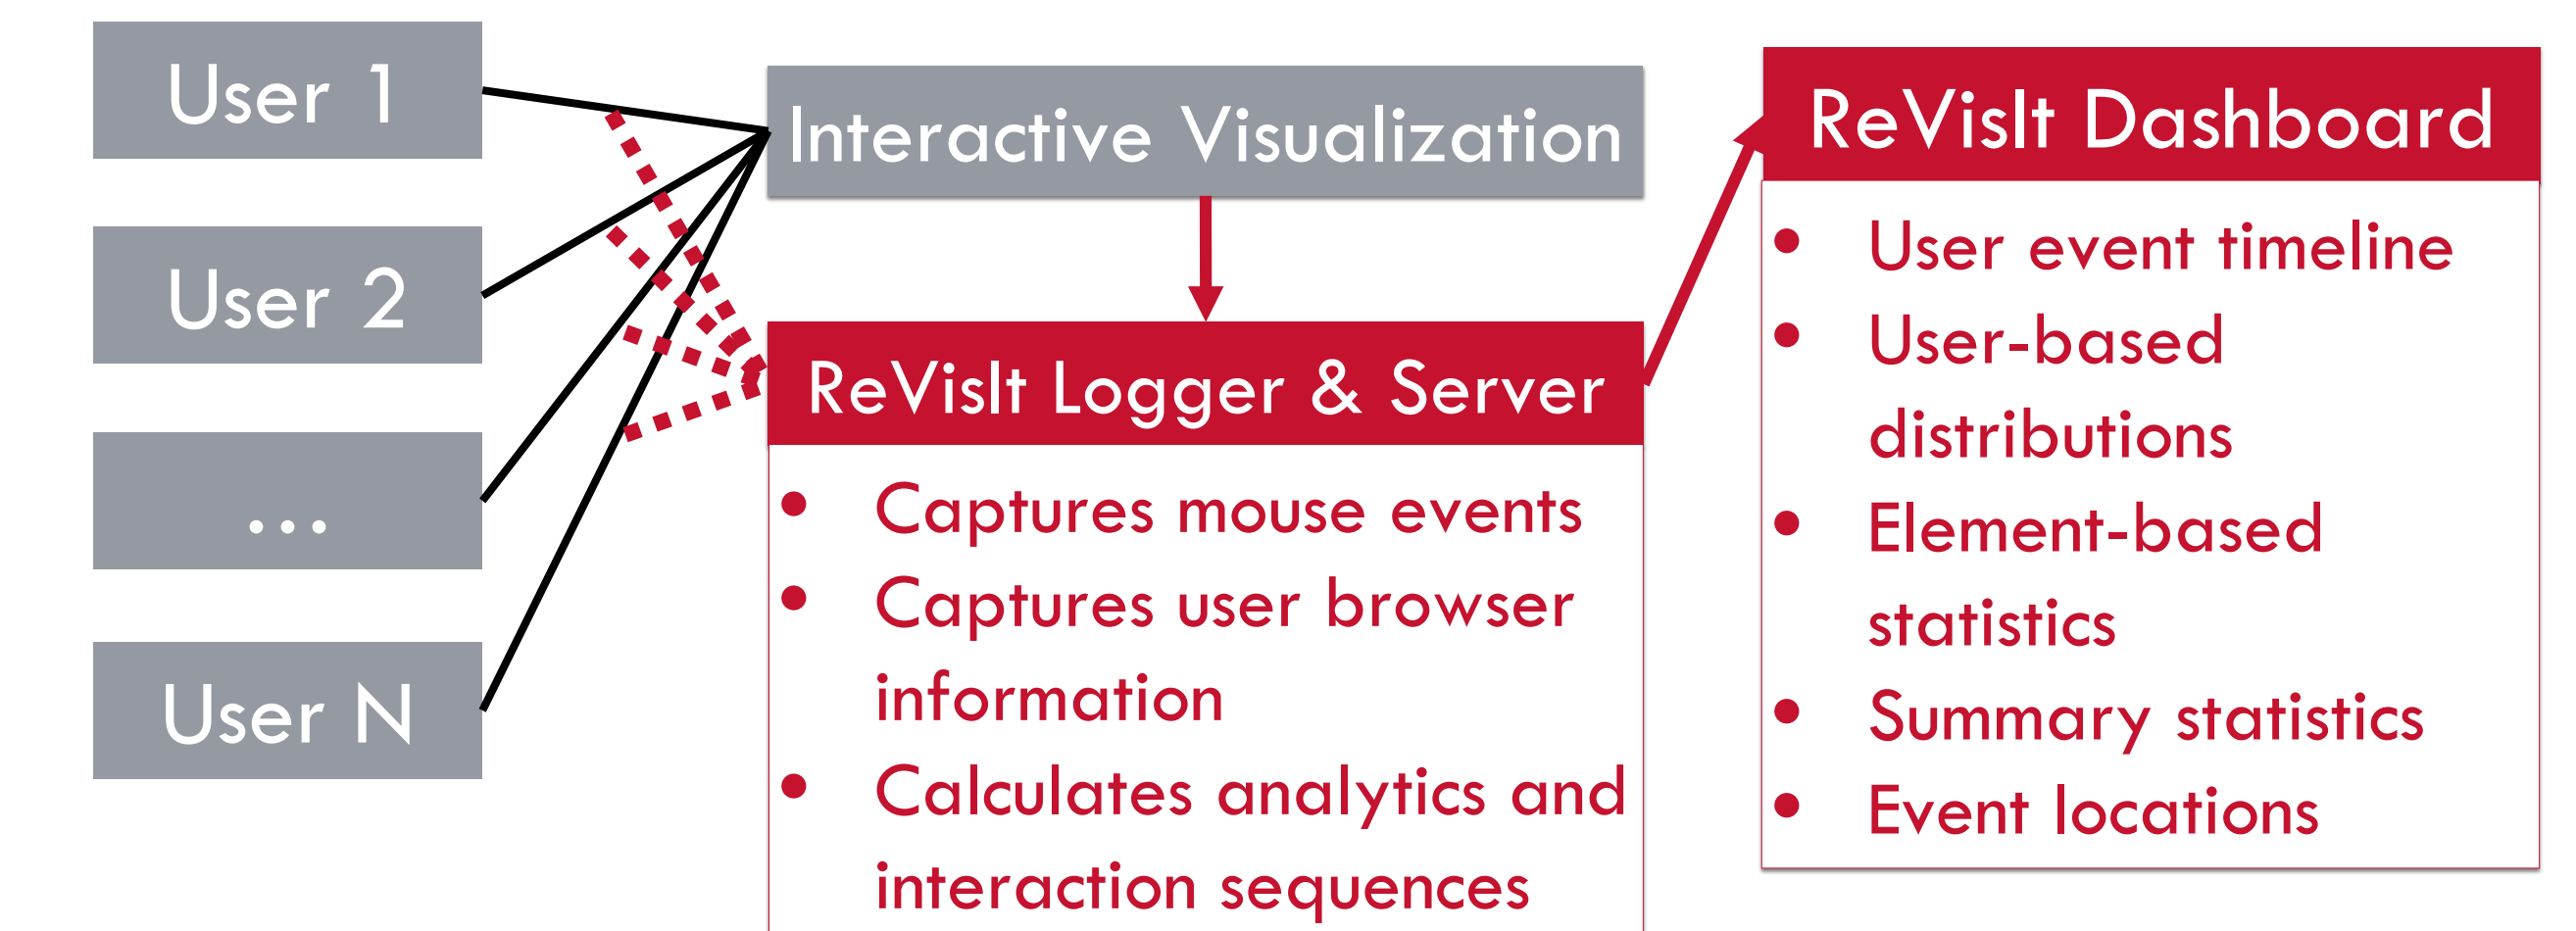 User 1
User 2
...
User N
Interactive Visualization
ReVisIt Logger & Server
• Captures mouse events
• Captures user browser
information
• Calculates analytics and
interaction sequences
ReVisIt Dashboard
• User event timeline
• User-based
distributions
• Element-based
statistics
• Summary statistics
• Event locations